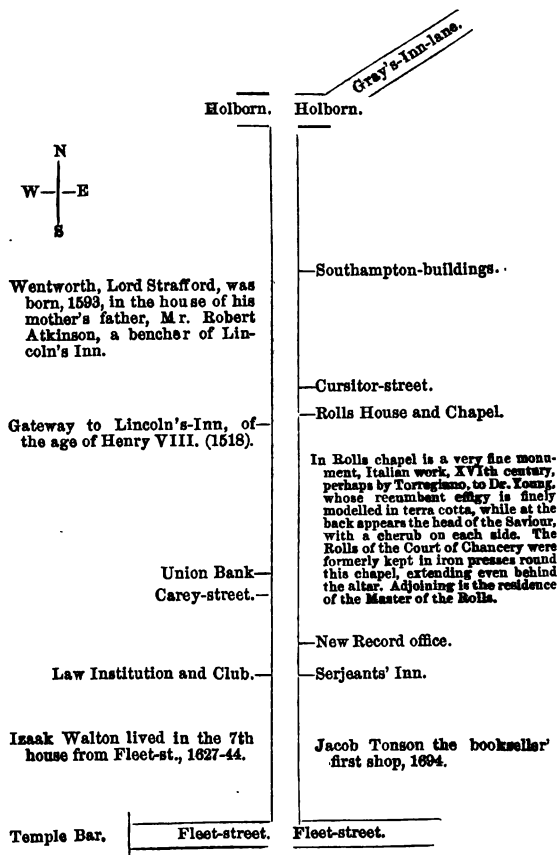 Gray's-Inn-lane.
Holborn. Holborn.
N
W E
S
Southampton-buildings.
Wentworth, Lord Strafford, was
born, 1593, in the house of his
mother's father, Mr. Robert
Atkinson, a bencher of Lin-
coln's Inn.
Cursitor-street.
Rolls House and Chapel.
Gateway to Lincoln's-Inn, of
the age of Henry VIII. (1518).
In Rolls chapel is a very fine monu-
ment, Italian work, XVIth century,
perhaps by Torregiano, to Dr. Young,
whose recumbent effigy is finely
modelled in terra cotta, while at the
back appears the head of the Saviour,
with a cherub on each side. The
Rolls of the Court of Chancery were
formerly kept in iron presses round
this chapel, extending even behind
the altar. Adjoining is the residence
of the Master of the Rolls.
Union Bank
Carey-street.
New Record office.
Law Institution and Club.
Serjeants' Inn.
Izaak Walton lived in the 7th
house from Fleet-st., 1627-44.
Jacob Tonson the bookseller'
first shop, 1694.
Temple Bar. Fleet-street. Fleet-street.